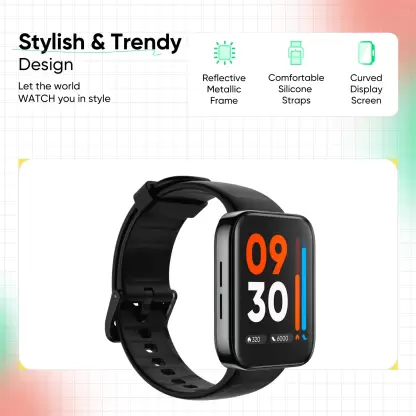 Stylish & Trendy
Design
Let the world
WATCH you in style
Reflective
Metallic
Frame
Comfortable
Silicone
Straps
Curved
Display
Screen
09
30
320 6000